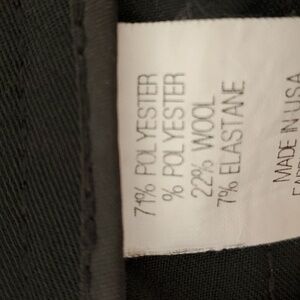 71% POLYESTER
% POLYESTER
22% WOOL
7% ELASTANE
MADE IN USA